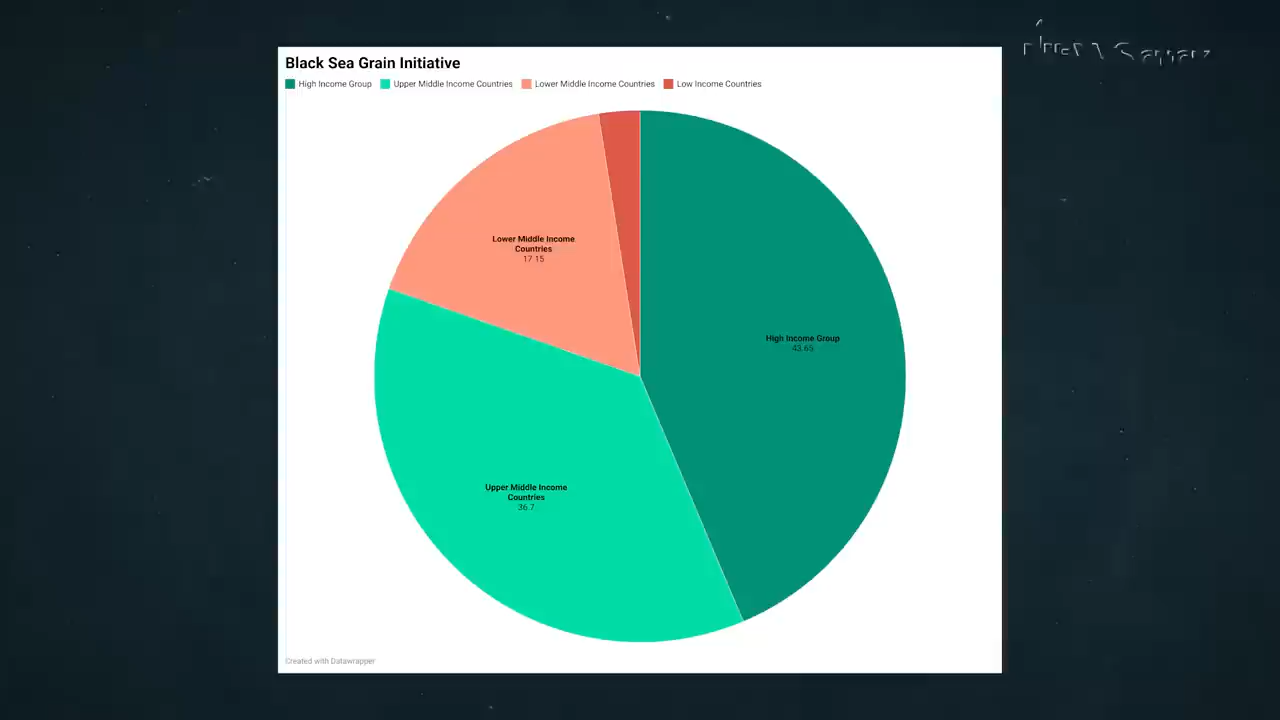 Black Sea Grain Initiative
High Income Group Upper Middle Income Countries Lower Middle Income Countries Low Income Countries
Lower Middle Income
Countries
17 15
High Income Group
43.65
Upper Middle Income
Countries
36.7
Created with Datawrapper